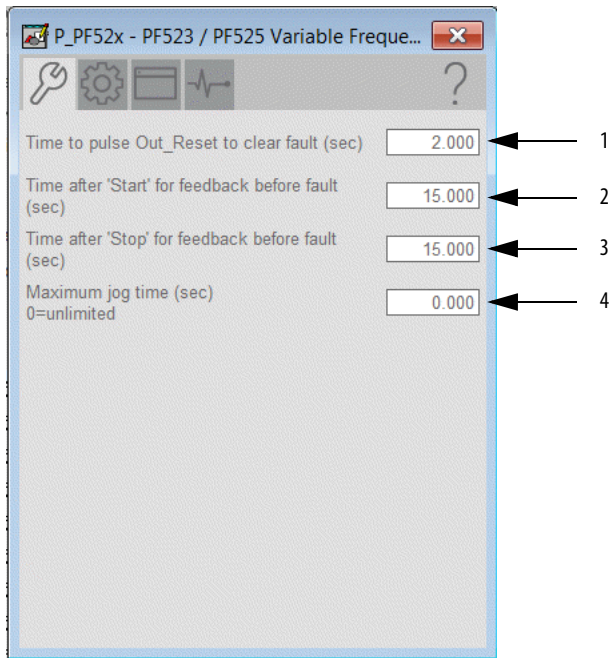 P_PF52x - PF523 / PF525 Variable Freque...
?
Time to pulse Out_Reset to clear fault (sec) 2.000 1
Time after 'Start' for feedback before fault
(sec) 15.000 2
Time after 'Stop' for feedback before fault
(sec) 15.000 3
Maximum jog time (sec)
0=unlimited 0.000 4